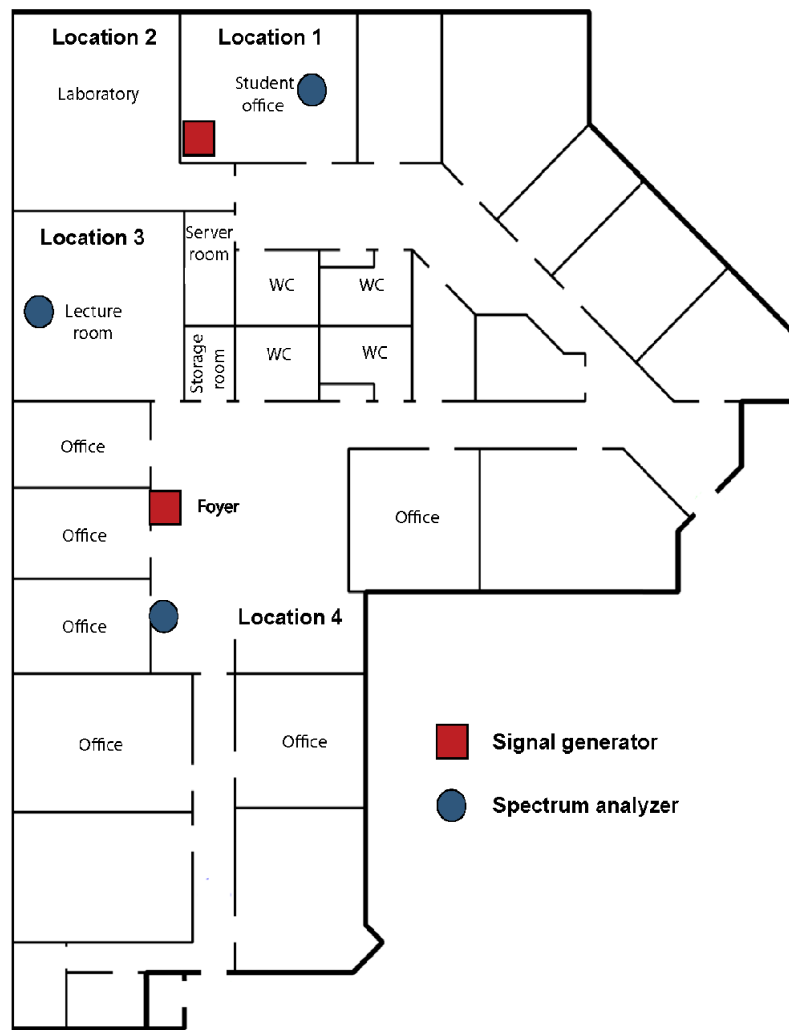 Location 2
Location 1
Laboratory
Student
office
Location 3
Server
room
Lecture
room
WC
WC
Storage
room
WC
WC
Office
Office
Foyer
Office
Office
Location 4
Office
Office
Signal generator
Spectrum analyzer